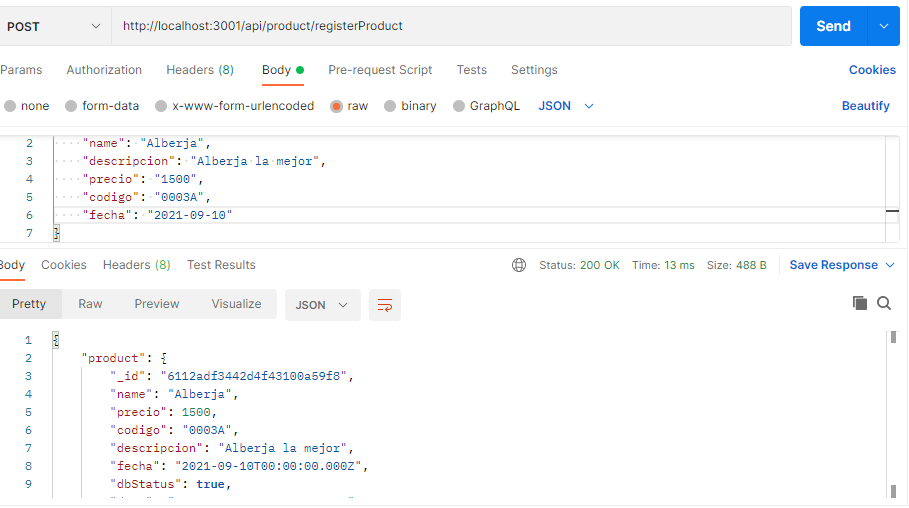 POST http://localhost:3001/api/product/registerProduct Send
Params Authorization Headers (8) Body Pre-request Script Tests Settings Cookies
none form-data x-www-form-urlencoded raw binary GraphQL JSON Beautify
2 "name": "Alberja",
3 "descripcion": "Alberja la mejor",
4 "precio": "1500",
5 "codigo": "0003A",
6 "fecha": "2021-09-10"
7 }
Body Cookies Headers (8) Test Results Status: 200 OK Time: 13 ms Size: 488 B Save Response
Pretty Raw Preview Visualize JSON
1 {
2 "product": {
3 "_id": "6112adf3442d4f43100a59f8",
4 "name": "Alberja",
5 "precio": 1500,
6 "codigo": "0003A",
7 "descripcion": "Alberja la mejor",
8 "fecha": "2021-09-10T00:00:00.000Z",
9 "dbStatus": true,